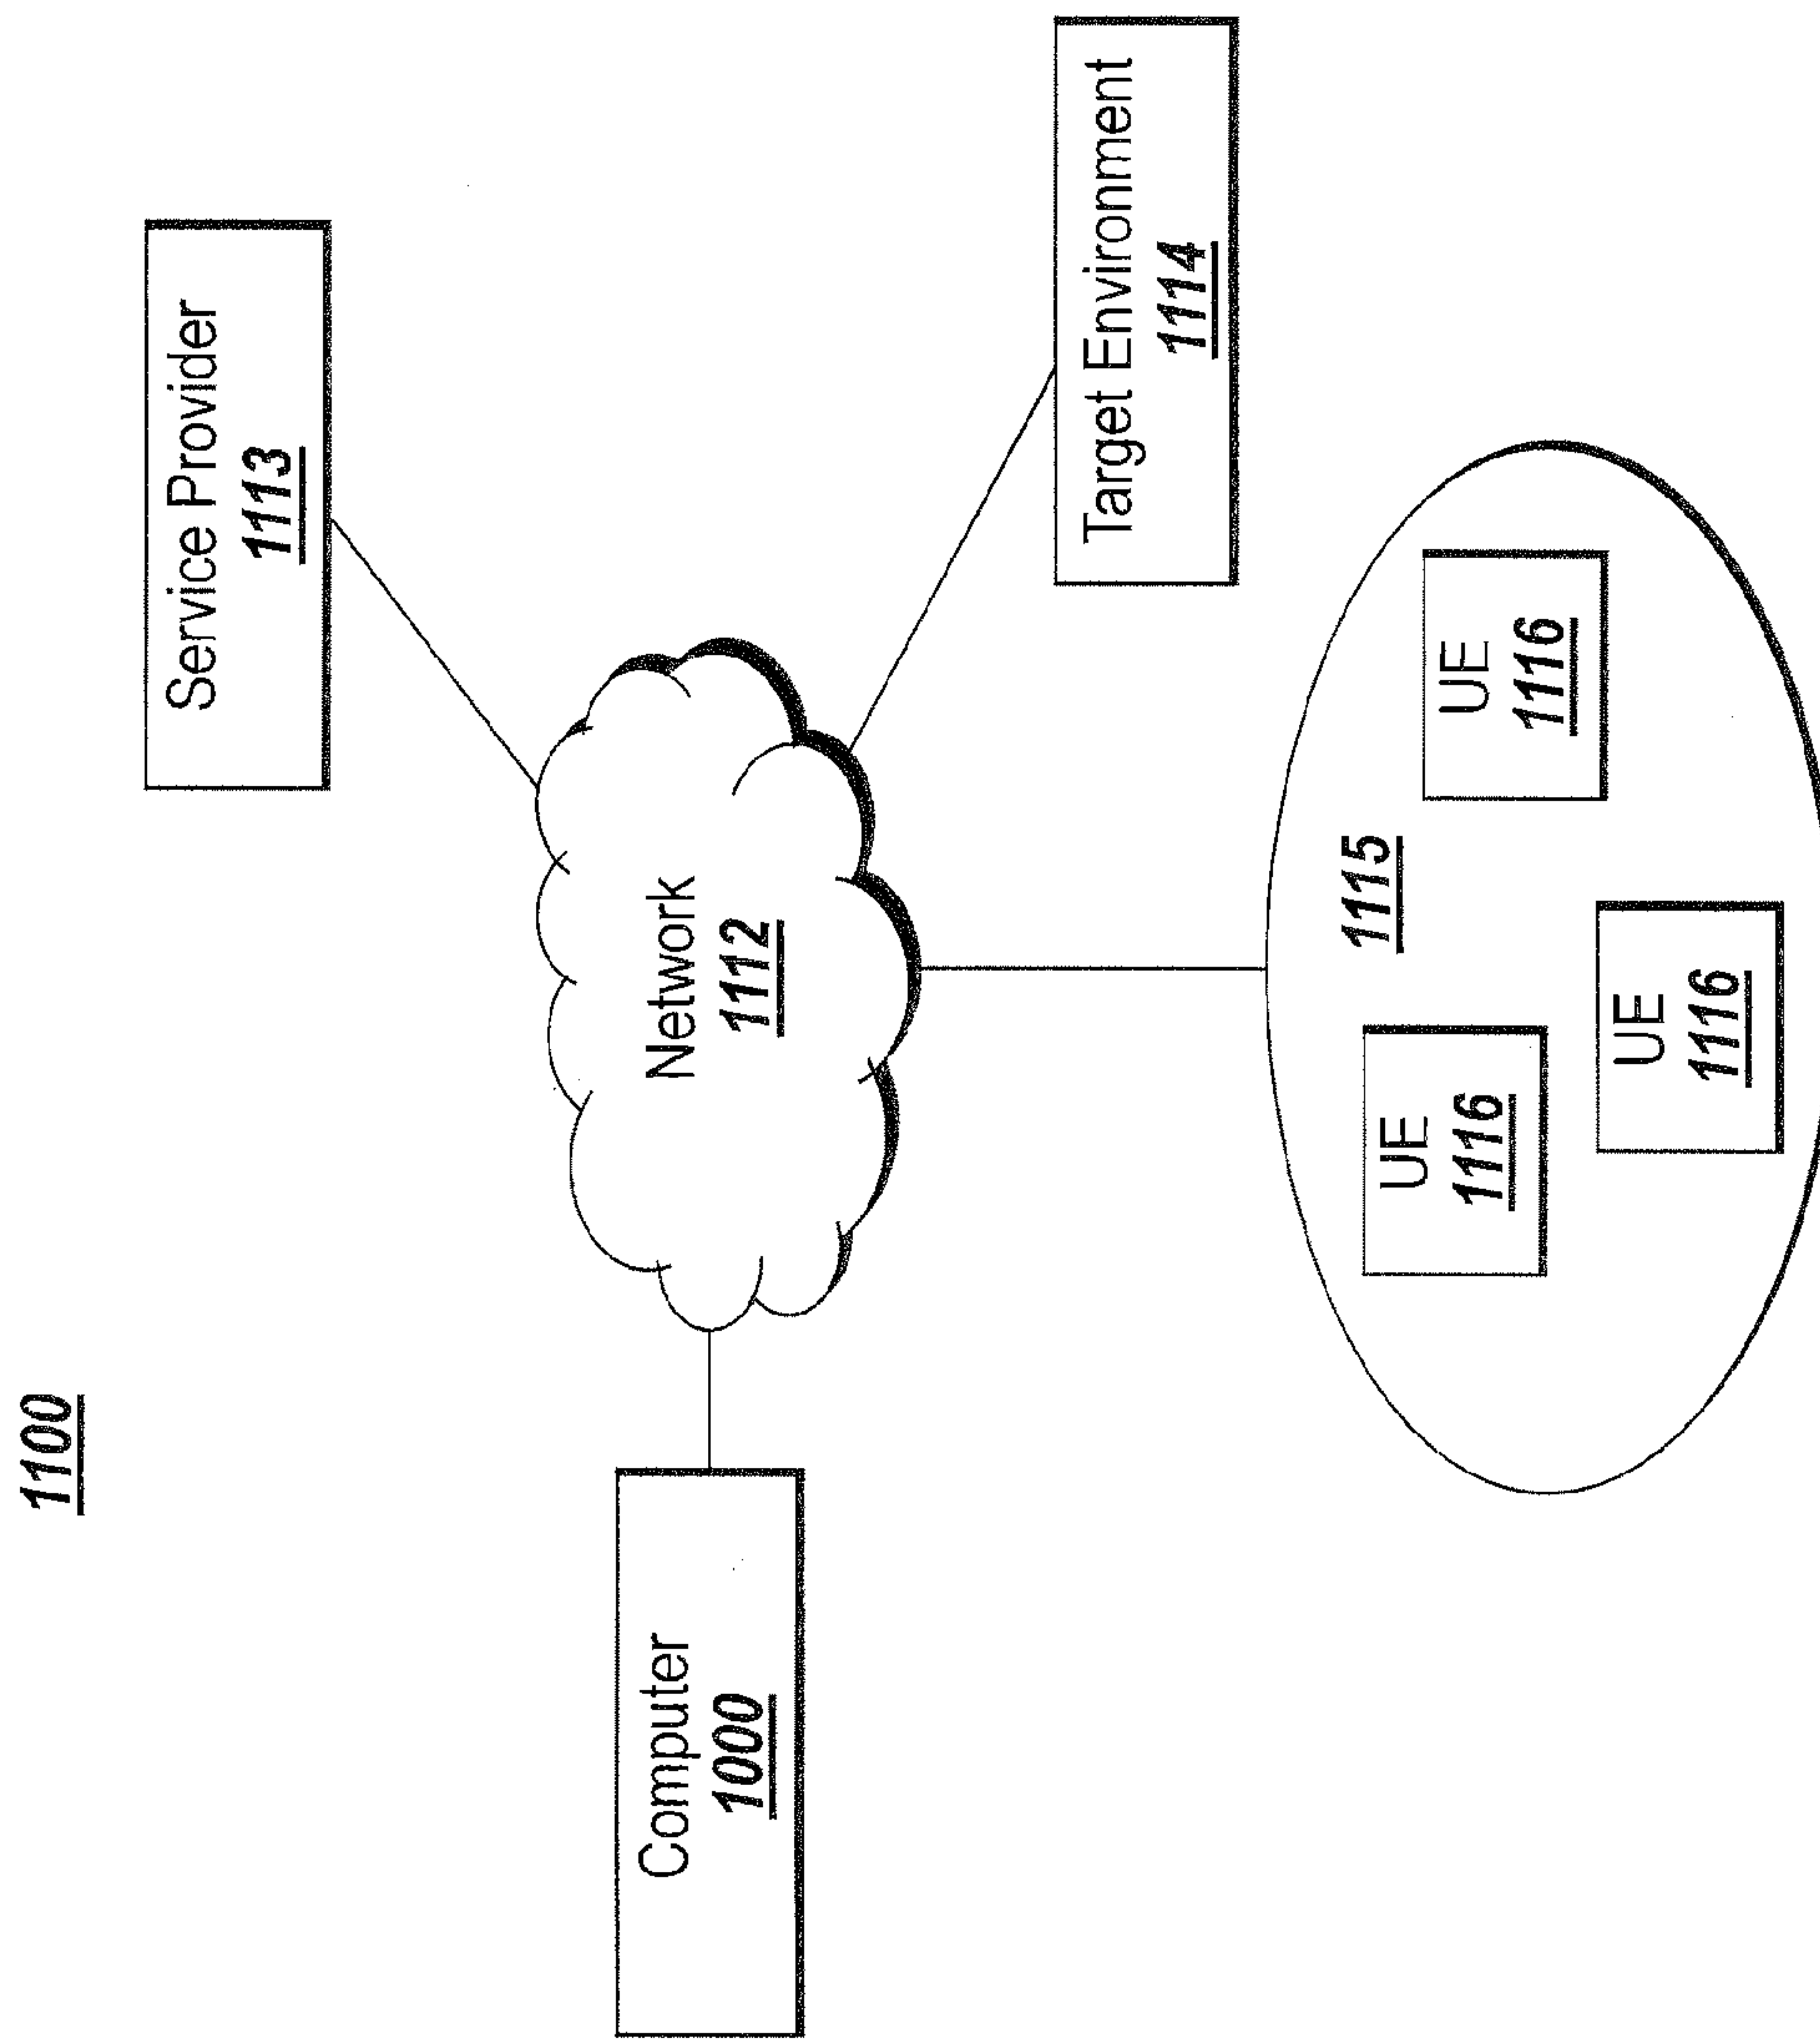 1100
Service Provider
1113
Computer
1000
Network
1112
Target Environment
1114
1115
UE
1116
UE
1116
UE
1116